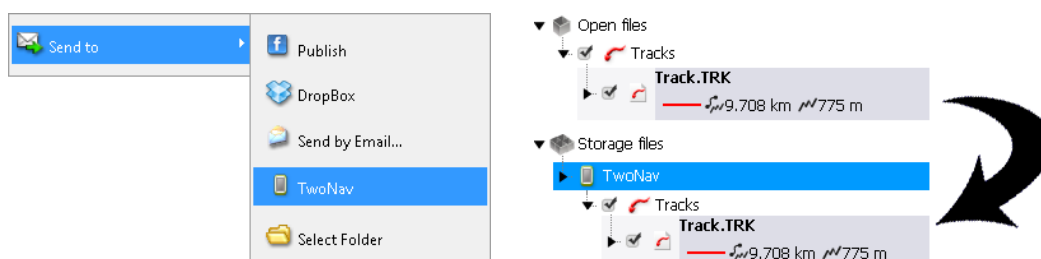 Send to
Publish
DropBox
Send by Email...
TwoNav
Select Folder
Open files
Tracks
Track.TRK
9.708 km 775 m
Storage files
TwoNav
Tracks
Track.TRK
9.708 km 775 m